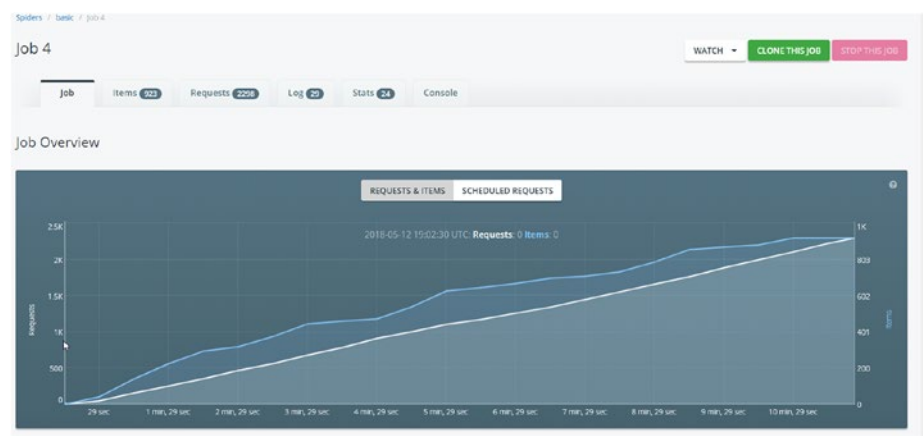 Spiders / basic / Job 4
Job 4
WATCH CLONE THIS JOB STOP THIS JOB
Job Items 923 Requests 2298 Log 29 Stats 24 Console
Job Overview
REQUESTS & ITEMS SCHEDULED REQUESTS
2018-05-12 19:02:30 UTC: Requests: 0 Items: 0
2.5K 1K
2K 803
1.5K 602
1K 401
500 200
0 0
Requests
Items
29 sec 1 min, 29 sec 2 min, 29 sec 3 min, 29 sec 4 min, 29 sec 5 min, 29 sec 6 min, 29 sec 7 min, 29 sec 8 min, 29 sec 9 min, 29 sec 10 min, 29 sec